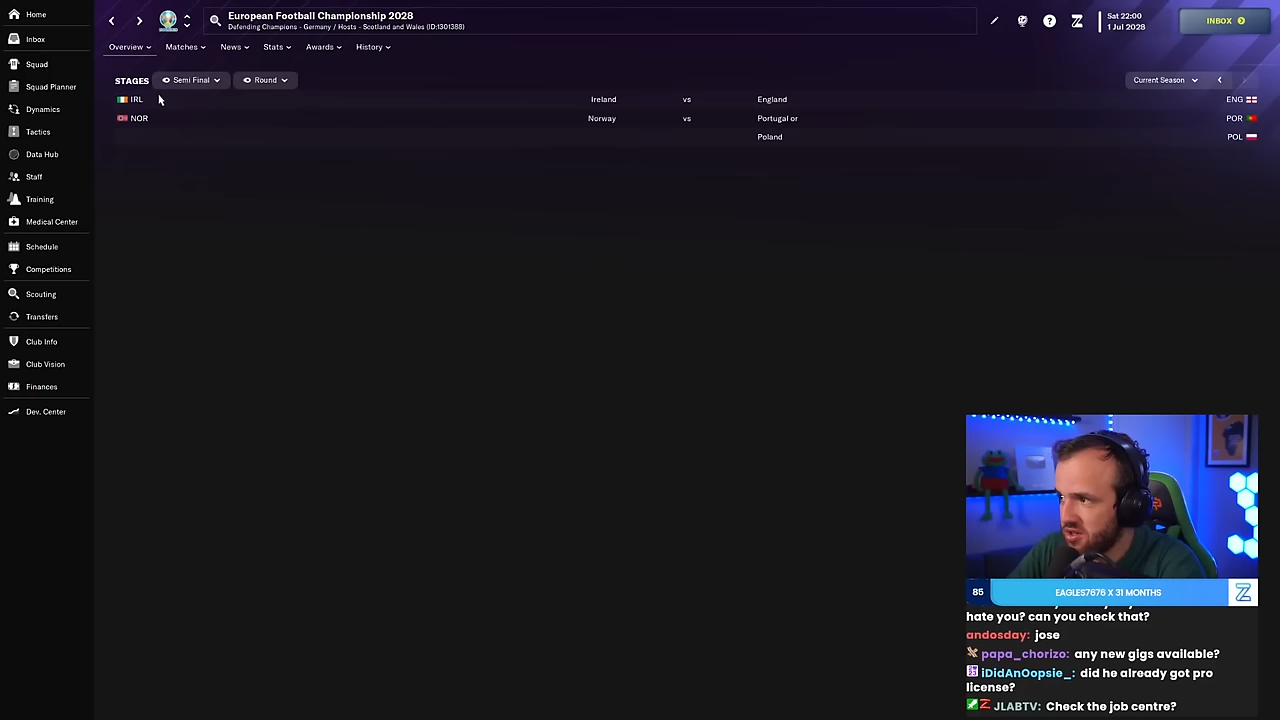 Home
Inbox
Squad
Squad Planner
Dynamics
Tactics
Data Hub
Staff
Training
Medical Center
Schedule
Competitions
Scouting
Transfers
Club Info
Club Vision
Finances
Dev. Center
European Football Championship 2028
Defending Champions - Germany / Hosts - Scotland and Wales (ID:1301388)
Sat 22:00
1 Jul 2028
INBOX
Overview
Matches
News
Stats
Awards
History
STAGES
Semi Final
Round
Current Season
IRL Ireland vs England ENG
NOR Norway vs Portugal or POR
Poland POL
85 EAGLES7676 X 31 MONTHS Z
hate you? can you check that?
andosday: jose
papa_chorizo: any new gigs available?
iDidAnOopsie_: did he already got pro
license?
JLABTV: Check the job centre?